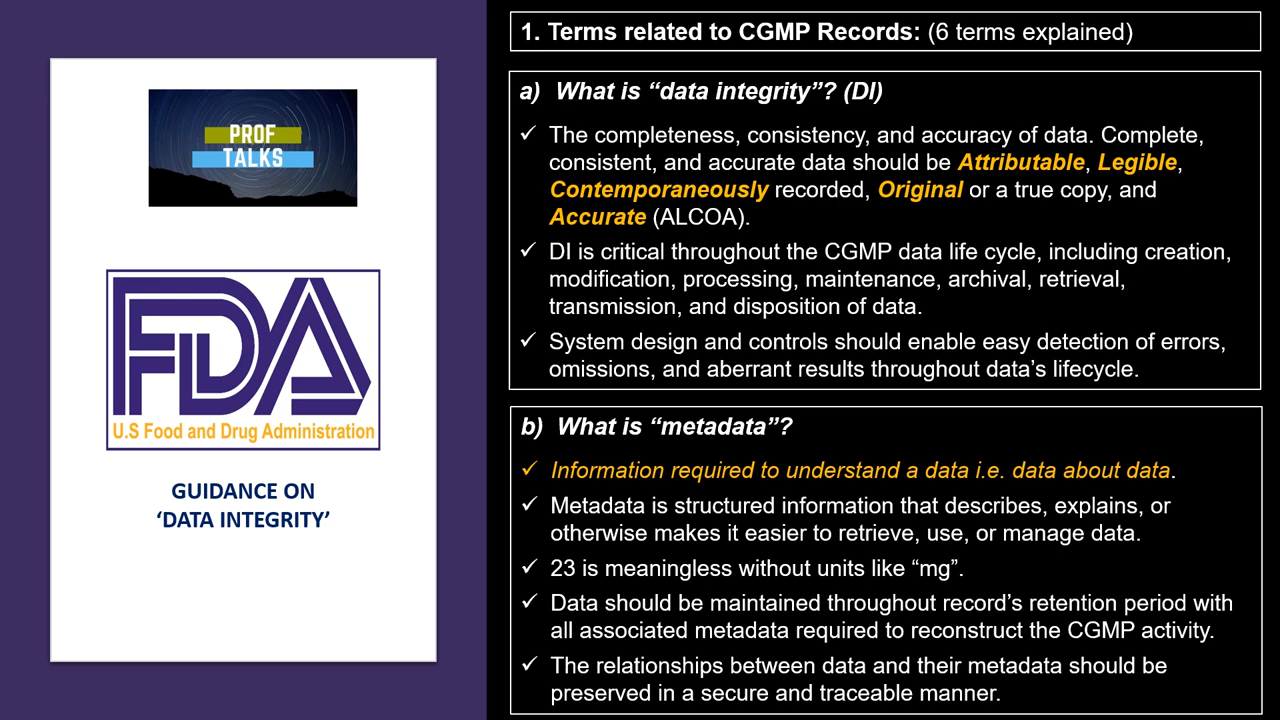 PROF
TALKS
FDA
U.S Food and Drug Administration
GUIDANCE ON
‘DATA INTEGRITY’
1. Terms related to CGMP Records: (6 terms explained)
a) What is “data integrity”? (DI)
✓ The completeness, consistency, and accuracy of data. Complete,
consistent, and accurate data should be Attributable, Legible,
Contemporaneously recorded, Original or a true copy, and
Accurate (ALCOA).
✓ DI is critical throughout the CGMP data life cycle, including creation,
modification, processing, maintenance, archival, retrieval,
transmission, and disposition of data.
✓ System design and controls should enable easy detection of errors,
omissions, and aberrant results throughout data’s lifecycle.
b) What is “metadata”?
✓ Information required to understand a data i.e. data about data.
✓ Metadata is structured information that describes, explains, or
otherwise makes it easier to retrieve, use, or manage data.
✓ 23 is meaningless without units like “mg”.
✓ Data should be maintained throughout record’s retention period with
all associated metadata required to reconstruct the CGMP activity.
✓ The relationships between data and their metadata should be
preserved in a secure and traceable manner.